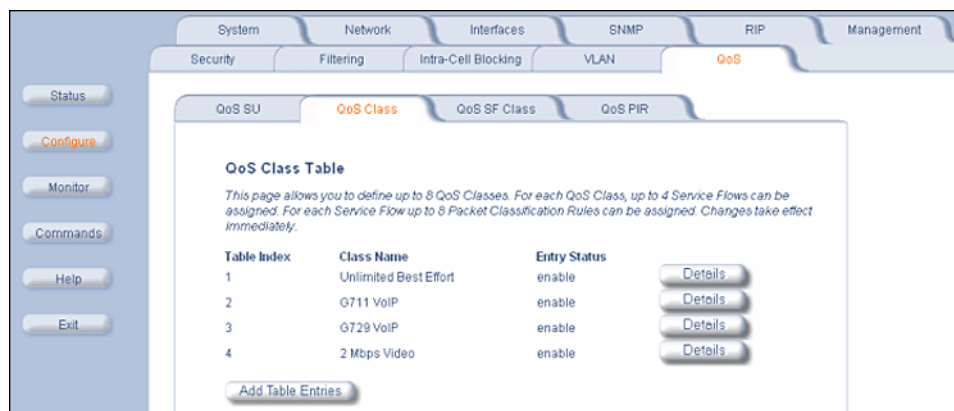 System Network Interfaces SNMP RIP Management
Security Filtering Intra-Cell Blocking VLAN QoS
Status
Configure
Monitor
Commands
Help
Exit
QoS SU QoS Class QoS SF Class QoS PIR
QoS Class Table
This page allows you to define up to 8 QoS Classes. For each QoS Class, up to 4 Service Flows can be
assigned. For each Service Flow up to 8 Packet Classification Rules can be assigned. Changes take effect
immediately.
Table Index Class Name Entry Status
1 Unlimited Best Effort enable Details
2 G711 VoIP enable Details
3 G729 VoIP enable Details
4 2 Mbps Video enable Details
Add Table Entries